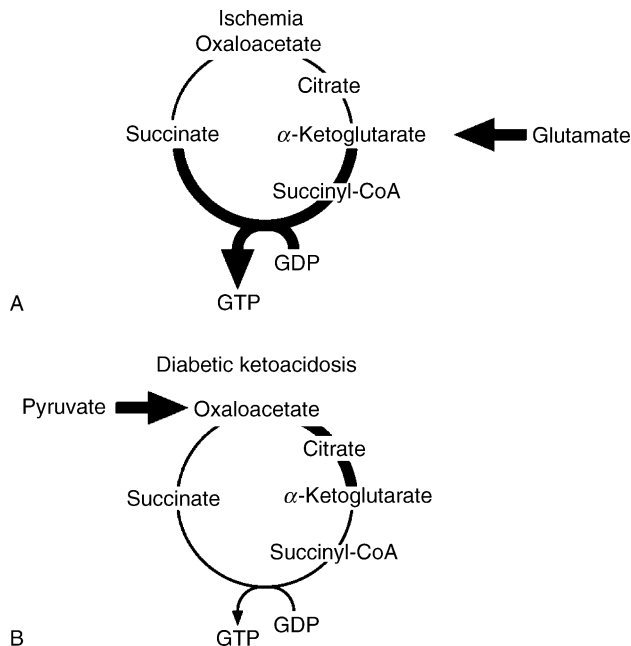 Ischemia
Oxaloacetate
Citrate
Succinate
α-Ketoglutarate
Glutamate
Succinyl-CoA
GDP
GTP
A
Diabetic ketoacidosis
Pyruvate
Oxaloacetate
Citrate
Succinate
α-Ketoglutarate
Succinyl-CoA
GTP
GDP
B